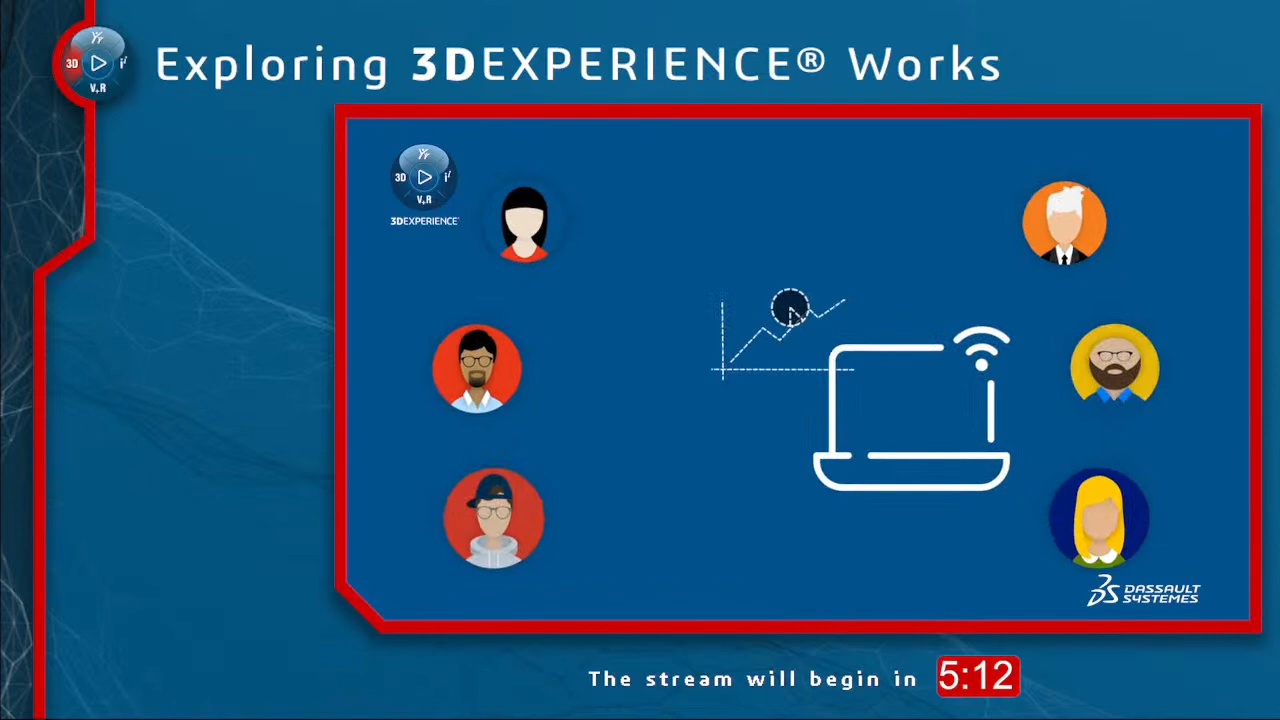 Exploring 3DEXPERIENCE® Works
3D
V,R
3D
V,R
3DEXPERIENCE
DASSAULT
SYSTEMES
The stream will begin in 5:12